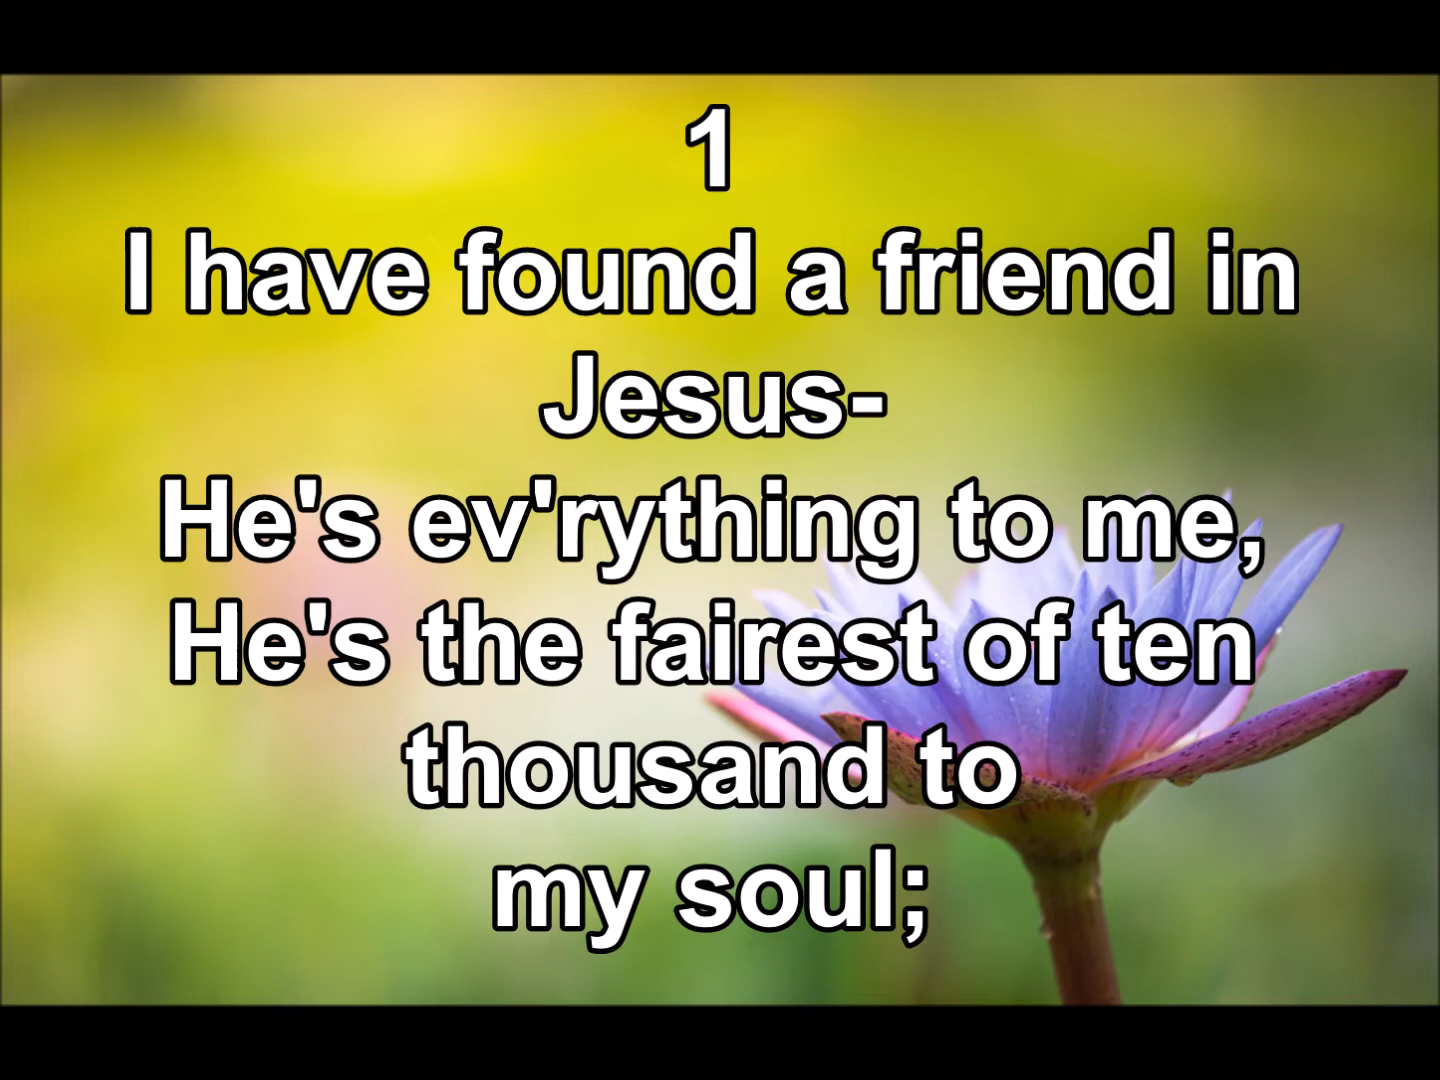 1
I have found a friend in
Jesus-
He's ev'rything to me,
He's the fairest of ten
thousand to
my soul;